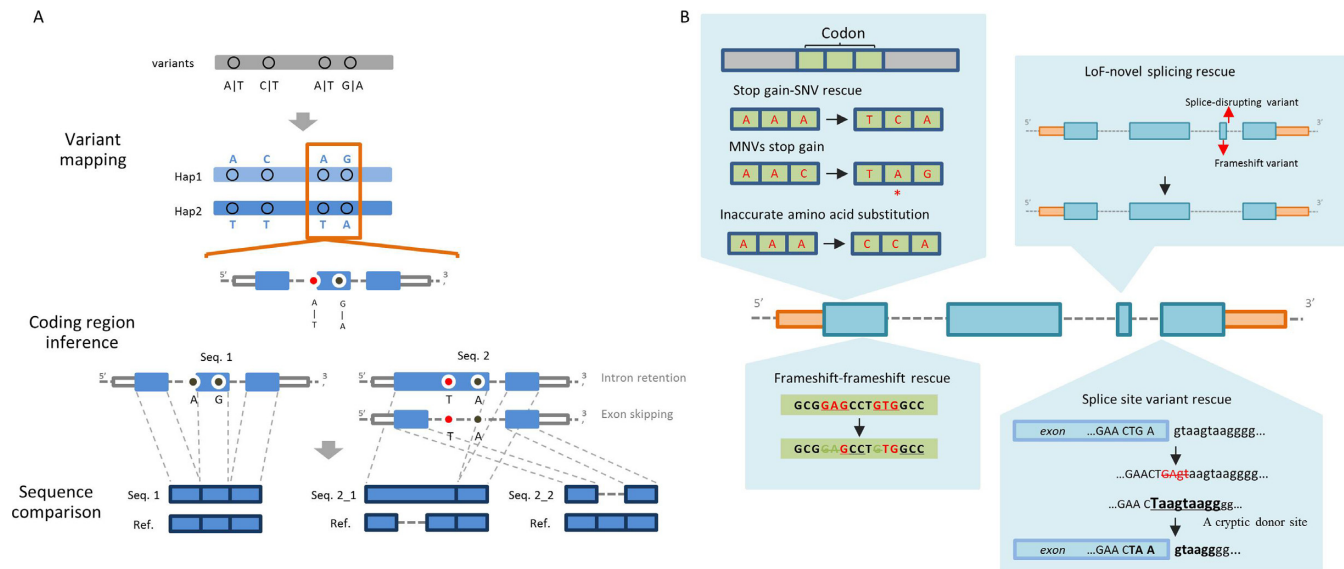 A
variants
A|T C|T A|T G|A
Variant
mapping
A C A G
Hap1
Hap2
T T T A
5′ 3′
A
|
T
G
|
A
Coding region
inference
Seq. 1
5′ 3′
A G
Seq. 2
5′ 3′
T A
Intron retention
T A
Exon skipping
Sequence
comparison
Seq. 1
Ref.
Seq. 2_1
Ref.
Seq. 2_2
Ref.
B
Codon
Stop gain-SNV rescue
A A A T C A
MNVs stop gain
A A C T A G
*
Inaccurate amino acid substitution
A A A C C A
LoF-novel splicing rescue
Splice-disrupting variant
5′ 3′
Frameshift variant
5′ 3′
5′ 3′
Frameshift-frameshift rescue
GCGGAGCCTGTGGCC
GCGGAGCCTGTGGCC
Splice site variant rescue
exon ...GAA CTG A gtaagtaagggg...
...GAACTGAgtaagtaagggg...
...GAA CTaagtaagggg...
A cryptic donor site
exon ...GAA CTA A gtaagggg...